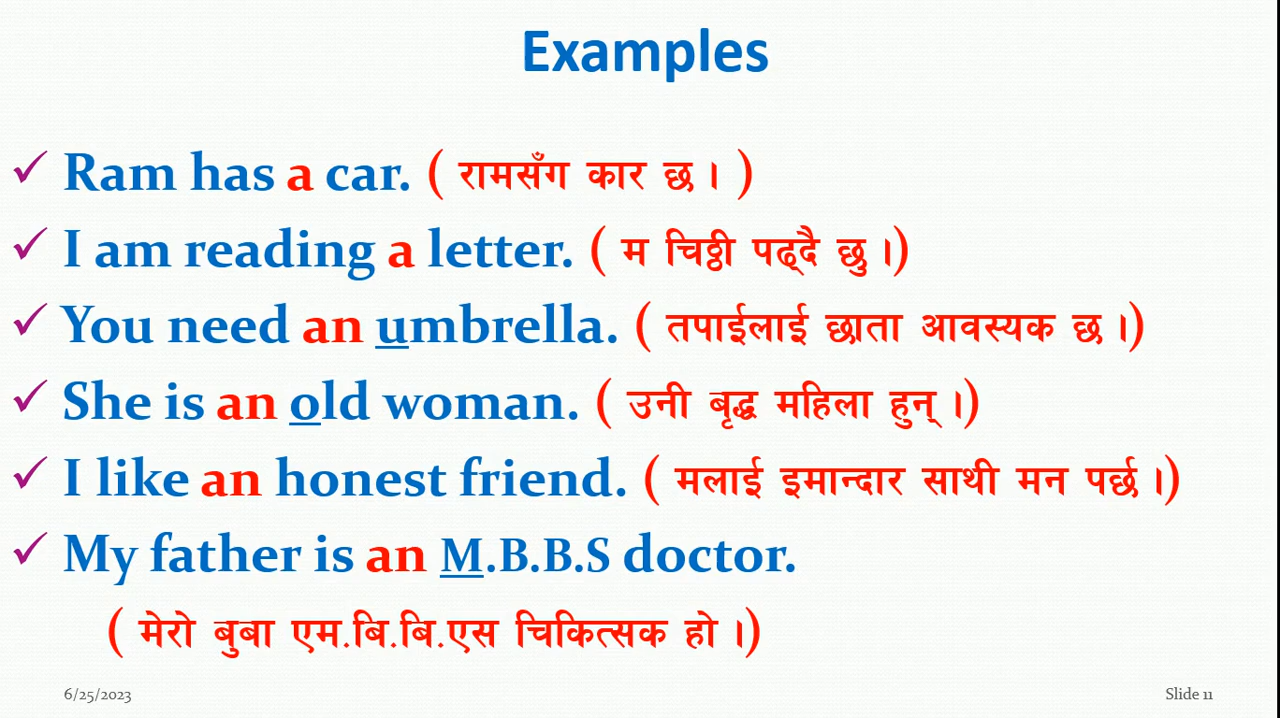 Examples
✓ Ram has a car. ( रामसँग कार छ । )
✓ I am reading a letter. ( म चिठ्ठी पढ्दै छु ।)
✓ You need an umbrella. ( तपाईलाई छाता आवस्यक छ ।)
✓ She is an old woman. ( उनी बृद्ध महिला हुन् ।)
✓ I like an honest friend. ( मलाई इमान्दार साथी मन पर्छ ।)
✓ My father is an M.B.B.S doctor.
( मेरो बुबा एम.बि.बि.एस चिकित्सक हो ।)
6/25/2023 Slide 11